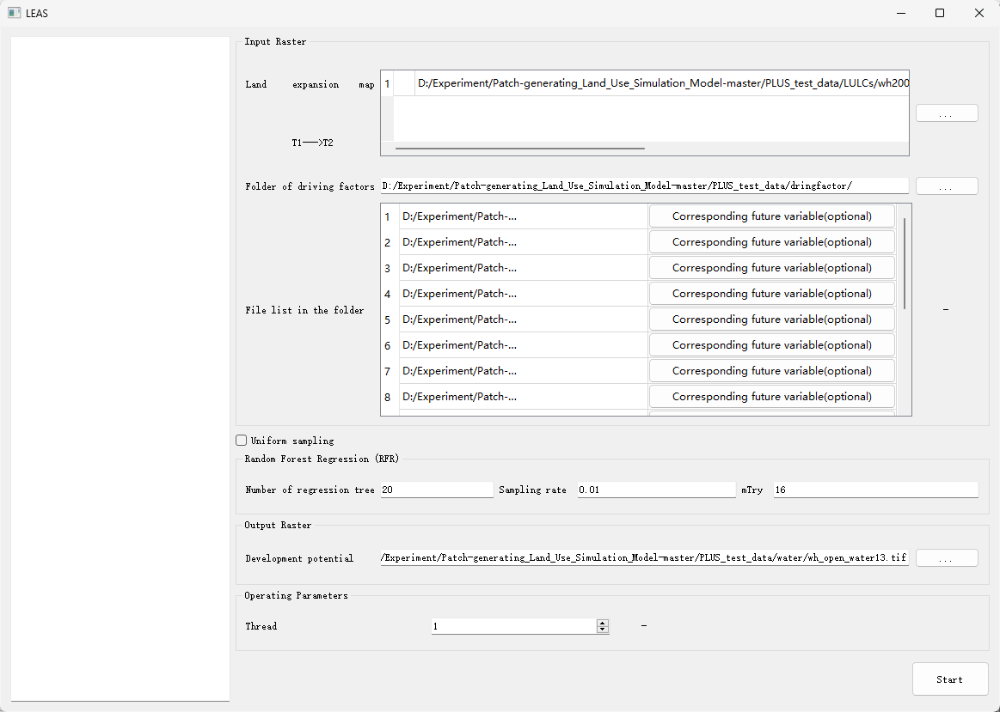 LEAS
Input Raster
Land expansion map
1 D:/Experiment/Patch-generating_Land_Use_Simulation_Model-master/PLUS_test_data/LULCs/wh200
...
T1—>T2
Folder of driving factors D:/Experiment/Patch-generating_Land_Use_Simulation_Model-master/PLUS_test_data/dringfactor/ ...
1 D:/Experiment/Patch-... Corresponding future variable(optional)
2 D:/Experiment/Patch-... Corresponding future variable(optional)
3 D:/Experiment/Patch-... Corresponding future variable(optional)
4 D:/Experiment/Patch-... Corresponding future variable(optional)
File list in the folder
5 D:/Experiment/Patch-... Corresponding future variable(optional)
6 D:/Experiment/Patch-... Corresponding future variable(optional)
7 D:/Experiment/Patch-... Corresponding future variable(optional)
8 D:/Experiment/Patch-... Corresponding future variable(optional)
–
Uniform sampling
Random Forest Regression (RFR)
Number of regression tree 20 Sampling rate 0.01 mTry 16
Output Raster
Development potential /Experiment/Patch-generating_Land_Use_Simulation_Model-master/PLUS_test_data/water/wh_open_water13.tif ...
Operating Parameters
Thread 1 –
Start